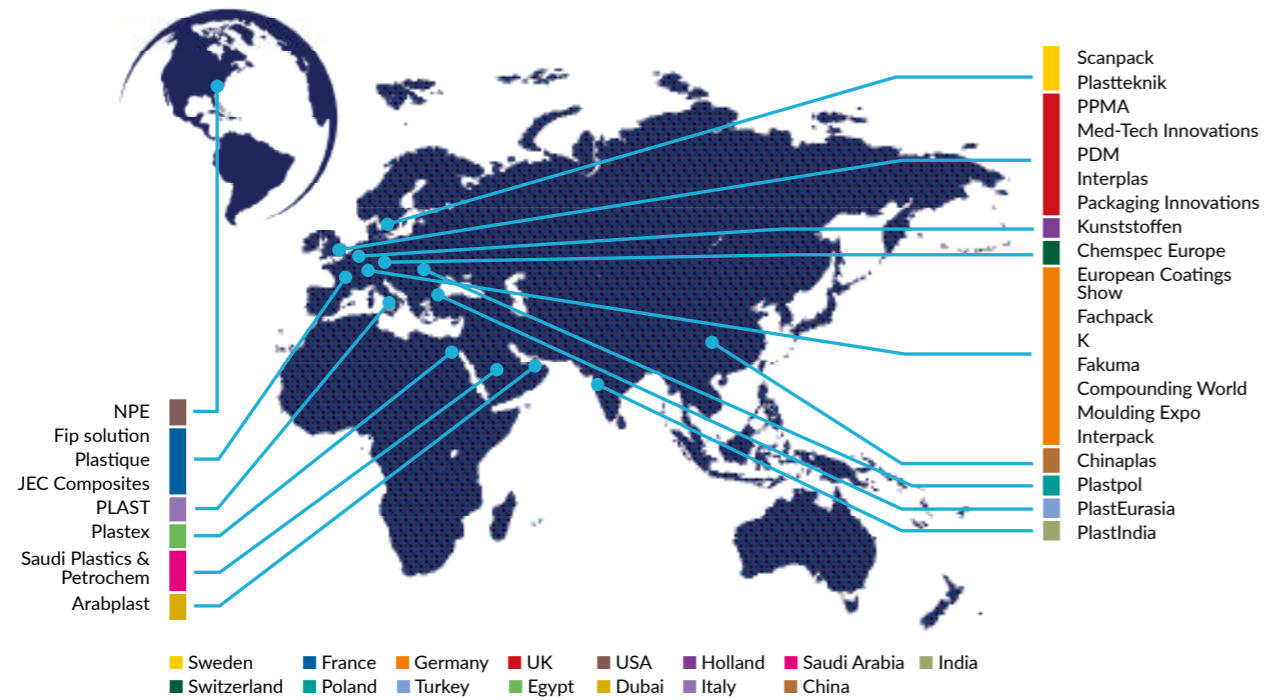 Scanpack
Plastteknik
PPMA
Med-Tech Innovations
PDM
Interplas
Packaging Innovations
Kunststoffen
Chemspec Europe
European Coatings
Show
Fachpack
K
Fakuma
Compounding World
Moulding Expo
Interpack
Chinaplas
Plastpol
PlastEurasia
PlastIndia
NPE
Fip solution
Plastique
JEC Composites
PLAST
Plastex
Saudi Plastics &
Petrochem
Arabplast
Sweden France Germany UK USA Holland Saudi Arabia India
Switzerland Poland Turkey Egypt Dubai Italy China